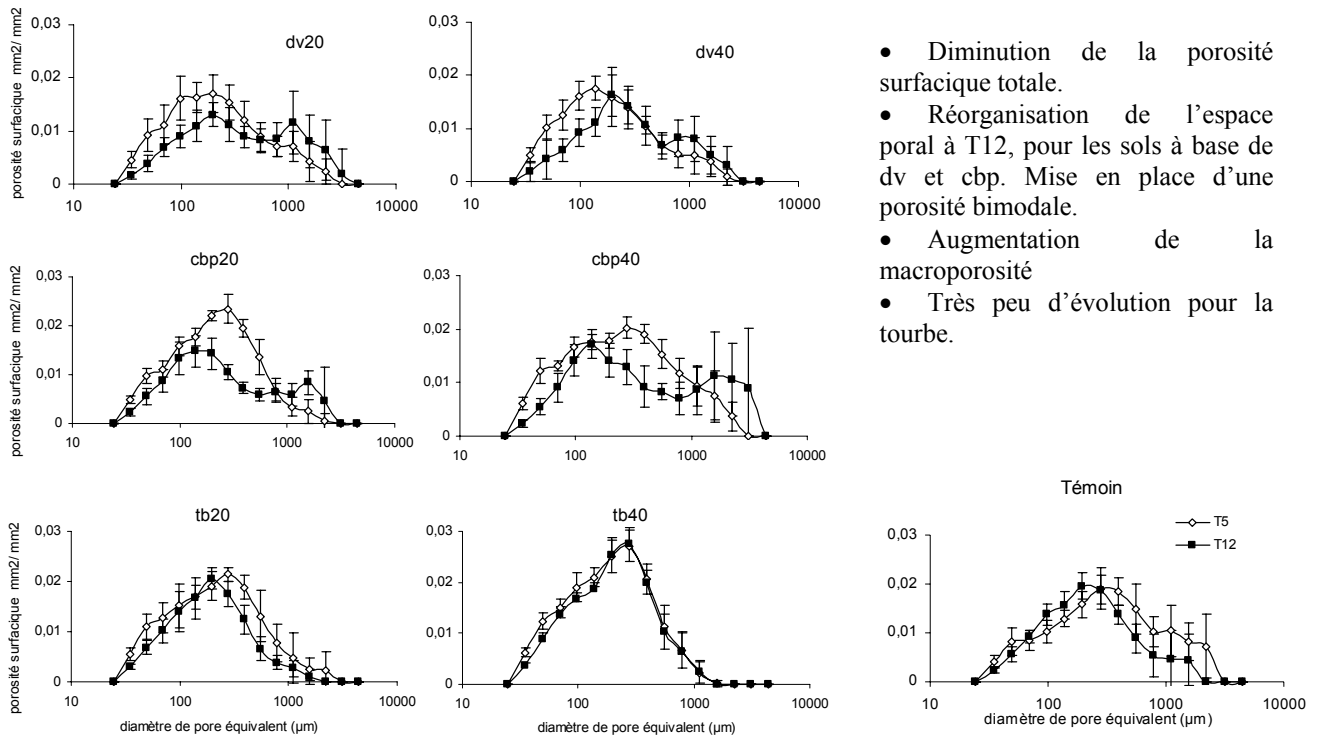 0,03
0,02
0,01
0
10
100
1000
10000
porosité surfacique mm2/ mm2
dv20
0,03
0,02
0,01
0
10
100
1000
10000
dv40
• Diminution de la porosité
surfacique totale.
• Réorganisation de l'espace
poral à T12, pour les sols à base de
dv et cbp. Mise en place d'une
porosité bimodale.
• Augmentation de la
macroporosité
• Très peu d'évolution pour la
tourbe.
cbp20
0,03
0,02
0,01
0
10
100
1000
10000
porosité surfacique mm2/ mm2
cbp40
0,03
0,02
0,01
0
10
100
1000
10000
tb20
0,03
0,02
0,01
0
10
100
1000
10000
porosité surfacique mm2/ mm2
diamètre de pore équivalent (µm)
tb40
0,03
0,02
0,01
0
10
100
1000
10000
diamètre de pore équivalent (µm)
Témoin
T5
T12
0,03
0,02
0,01
0
10
100
1000
10000
diamètre de pore équivalent (µm)